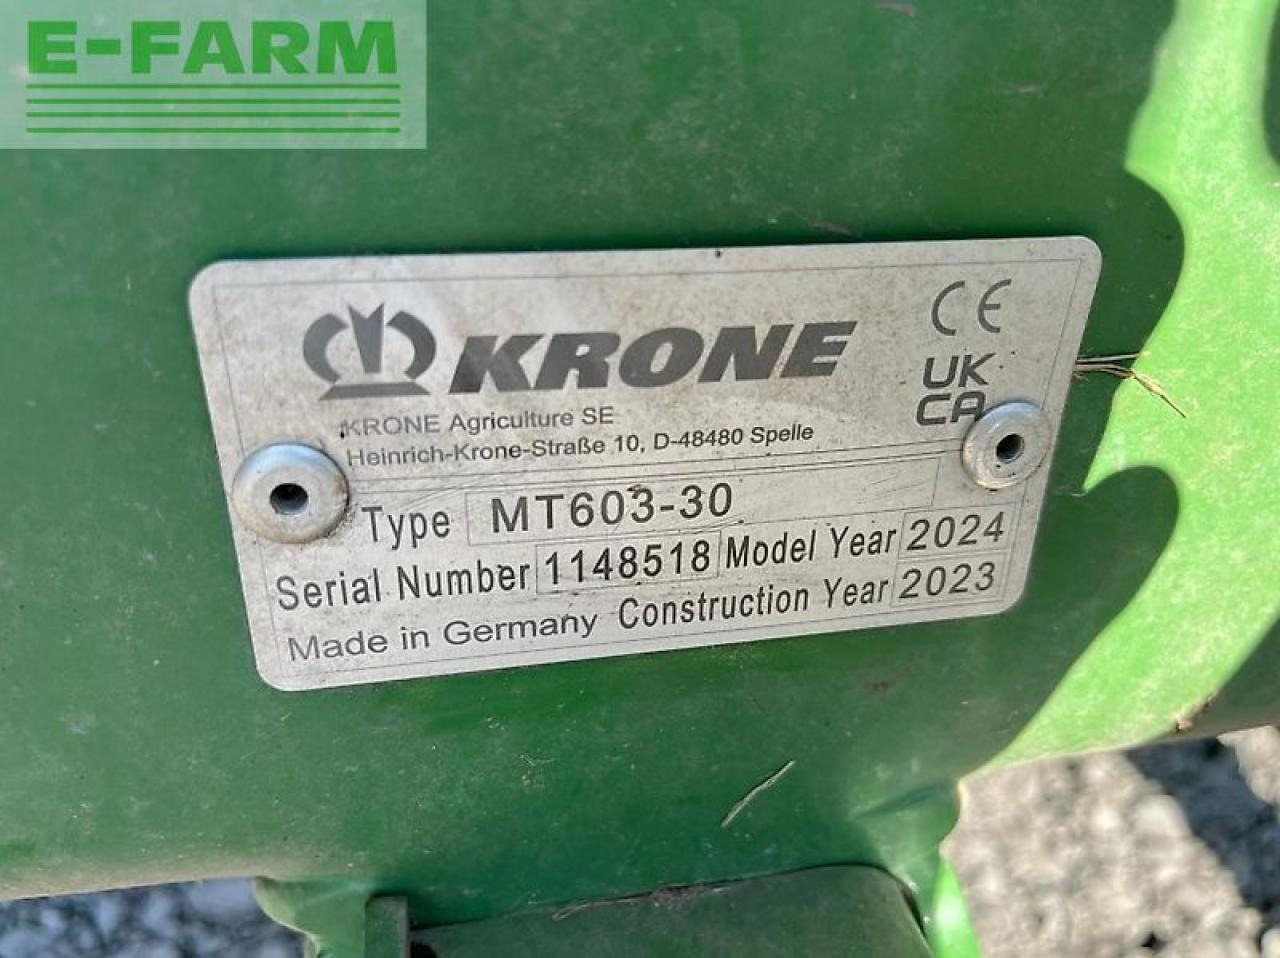 E-FARM
KRONE
CE
UK
CA
KRONE Agriculture SE
Heinrich-Krone-Straße 10, D-48480 Spelle
Type MT603-30
Serial Number 1148518 Model Year 2024
Made in Germany Construction Year 2023